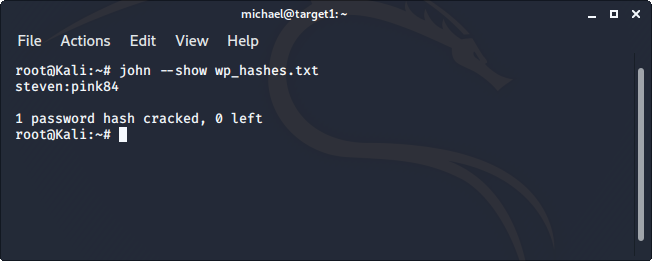 michael@target1: ~
File Actions Edit View Help
root@Kali:~# john --show wp_hashes.txt
steven:pink84
1 password hash cracked, 0 left
root@Kali:~#